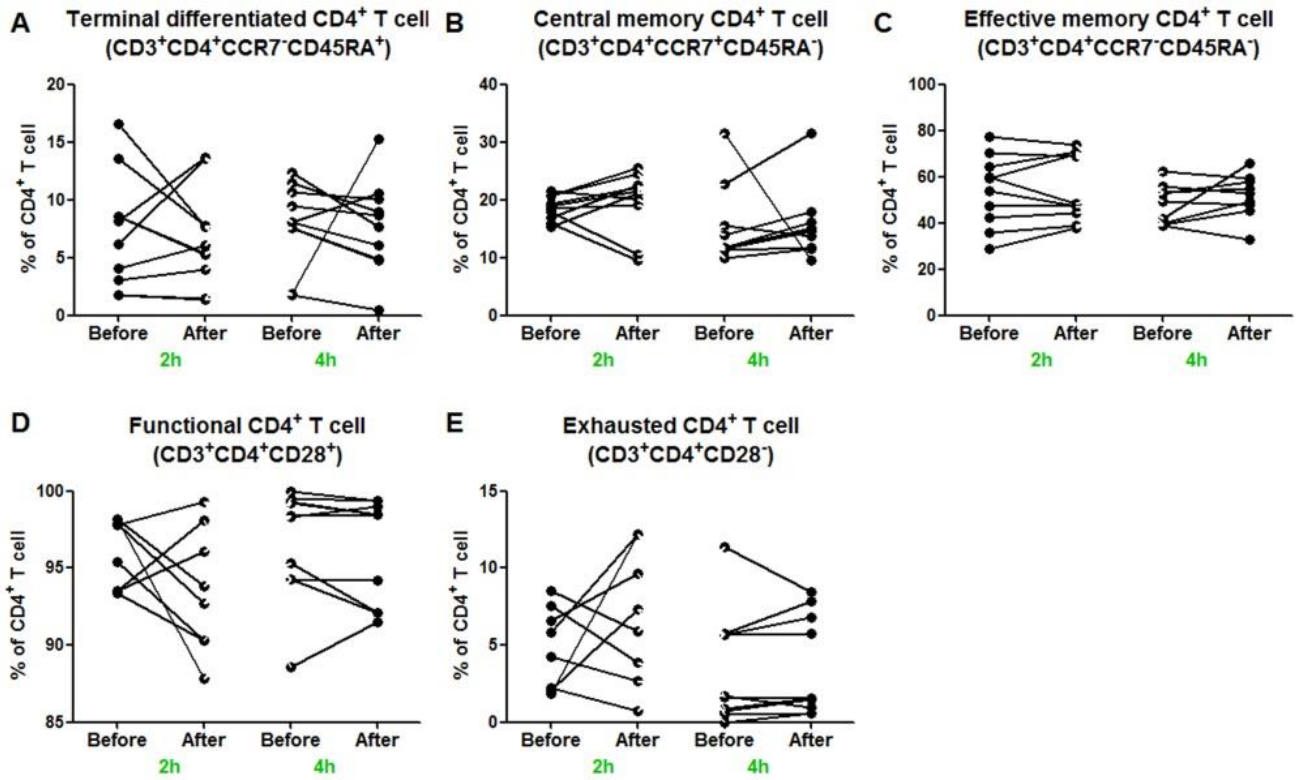 A Terminal differentiated CD4⁺ T cell
(CD3⁺CD4⁺CCR7⁻CD45RA⁺)
% of CD4⁺ T cell
20
15
10
5
0
Before After Before After
2h 4h
B Central memory CD4⁺ T cell
(CD3⁺CD4⁺CCR7⁺CD45RA⁻)
% of CD4⁺ T cell
40
30
20
10
0
Before After Before After
2h 4h
C Effective memory CD4⁺ T cell
(CD3⁺CD4⁺CCR7⁻CD45RA⁻)
% of CD4⁺ T cell
100
80
60
40
20
0
Before After Before After
2h 4h
D Functional CD4⁺ T cell
(CD3⁺CD4⁺CD28⁺)
% of CD4⁺ T cell
100
95
90
85
Before After Before After
2h 4h
E Exhausted CD4⁺ T cell
(CD3⁺CD4⁺CD28⁻)
% of CD4⁺ T cell
15
10
5
0
Before After Before After
2h 4h